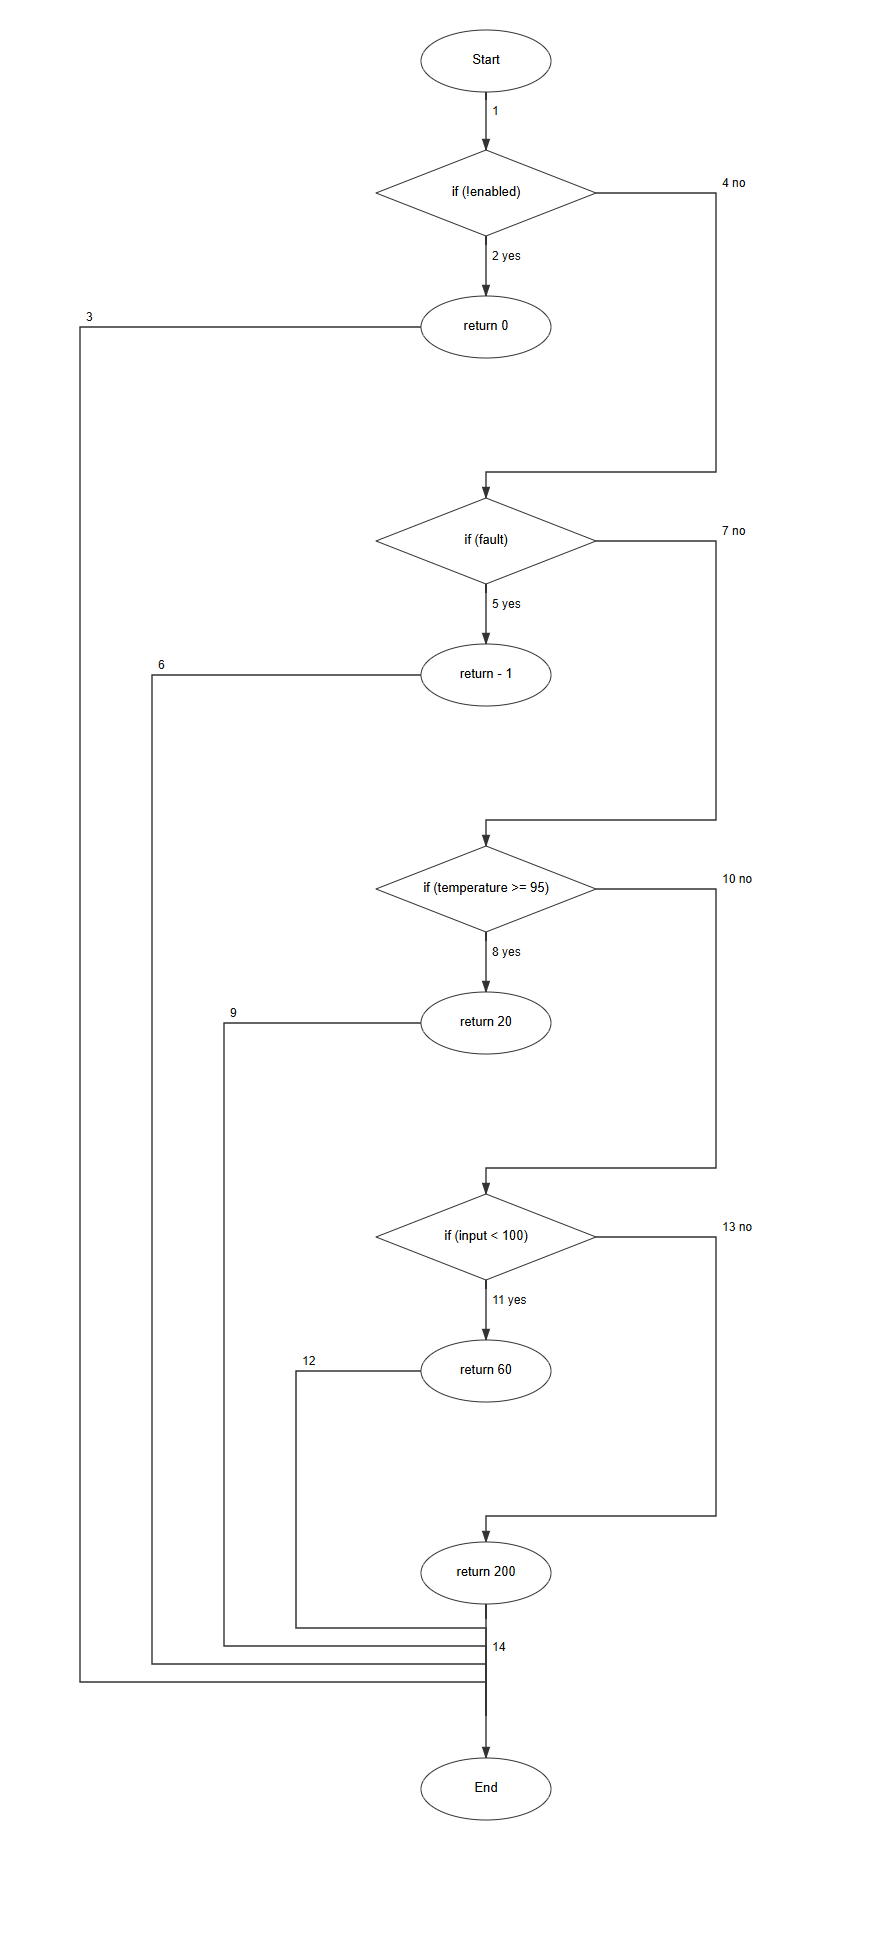 Start
1
if (!enabled)
4 no
2 yes
3
return 0
if (fault)
7 no
5 yes
6
return - 1
if (temperature >= 95)
10 no
8 yes
9
return 20
if (input < 100)
13 no
11 yes
12
return 60
return 200
14
End